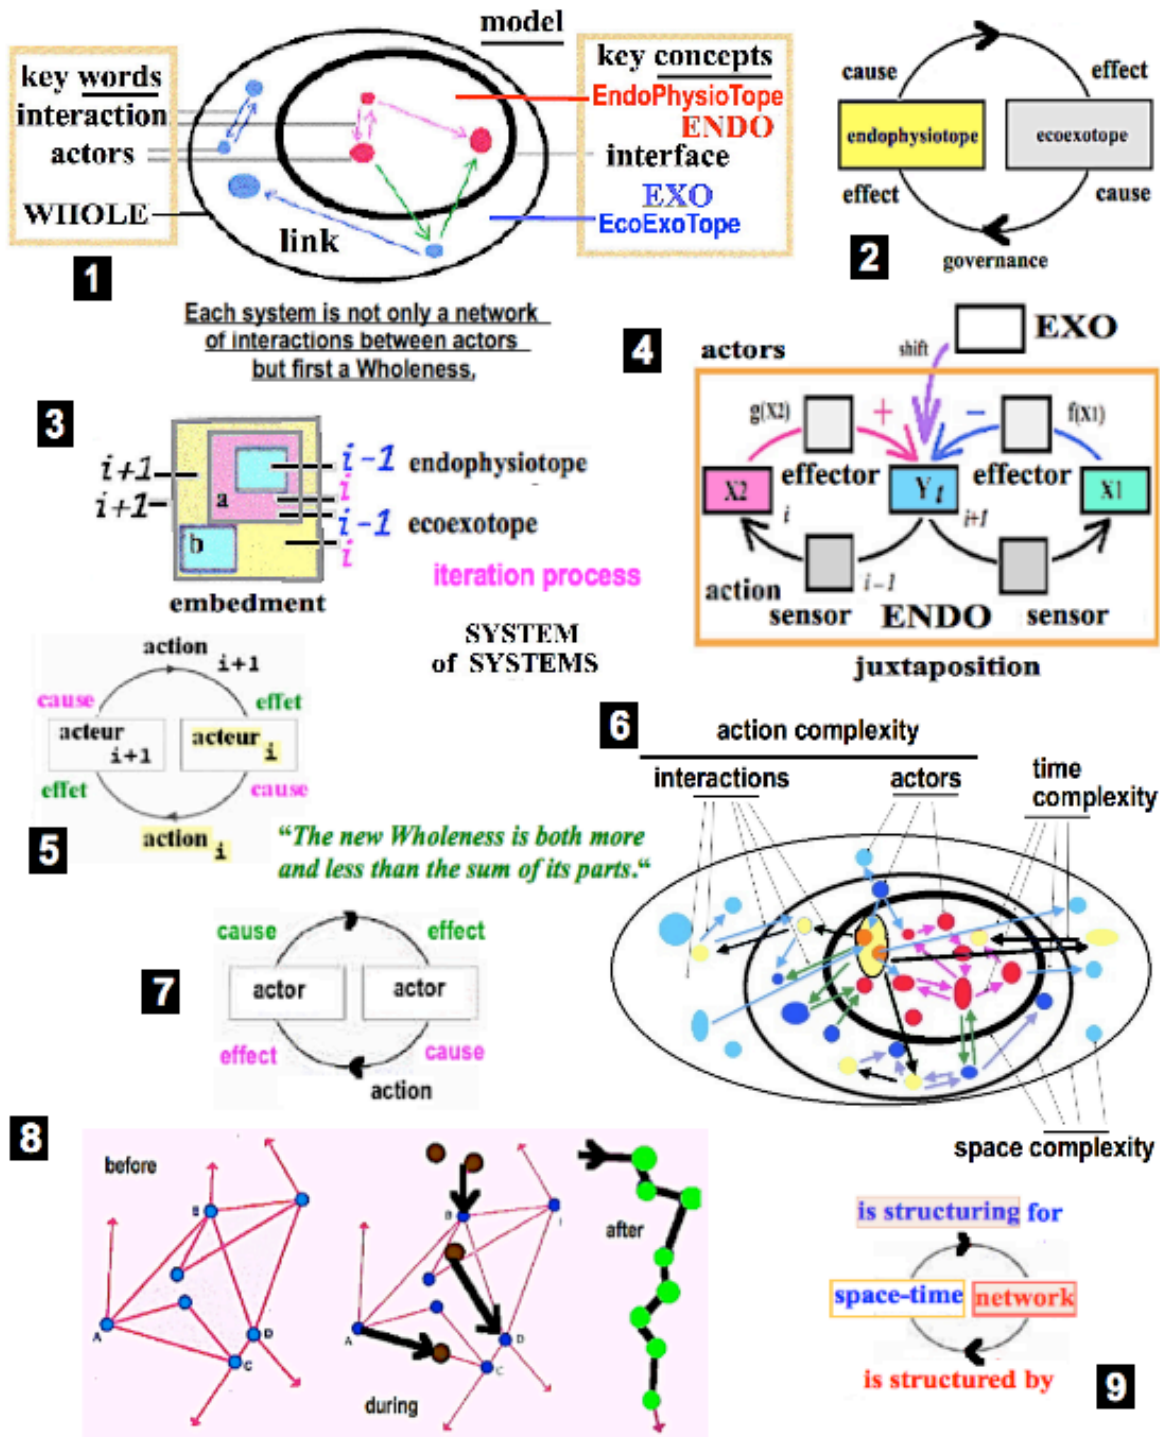 model
key words
interaction
actors
WHOLE
link
key concepts
EndoPhysioTope
ENDO
interface
EXO
EcoExoTope
1
Each system is not only a network
of interactions between actors
but first a Wholeness.
cause
effect
endophysiotope
ecoexotope
effect
cause
governance
2
3
i+1
i+1
a
b
i-1 endophysiotope
i
i-1 ecoexotope
i
iteration process
embedment
SYSTEM
of SYSTEMS
4
actors
shift
EXO
g(X2)
+
−
f(X1)
effector
effector
X2
Yt
X1
i
i+1
i-1
action
sensor
ENDO
sensor
juxtaposition
action i+1
cause
effet
acteur i+1
acteur i
effet
cause
action i
5
“The new Wholeness is both more
and less than the sum of its parts.“
6
action complexity
interactions
actors
time
complexity
space complexity
7
cause
effect
actor
actor
effect
cause
action
8
before
B
A
D
C
during
B
A
D
C
I
after
is structuring for
space-time
network
is structured by
9